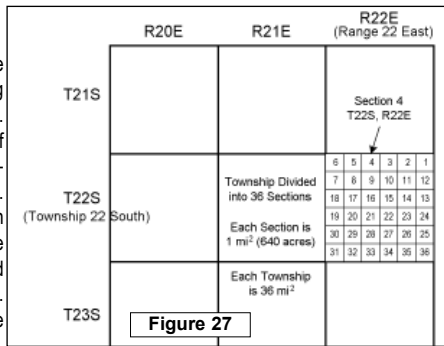 R20E R21E R22E
(Range 22 East)
T21S
Section 4
T22S, R22E
6 5 4 3 2 1
7 8 9 10 11 12
18 17 16 15 14 13
19 20 21 22 23 24
30 29 28 27 26 25
31 32 33 34 35 36
T22S
(Township 22 South)
Township Divided
into 36 Sections
Each Section is
1 mi² (640 acres)
Each Township
is 36 mi²
T23S
Figure 27